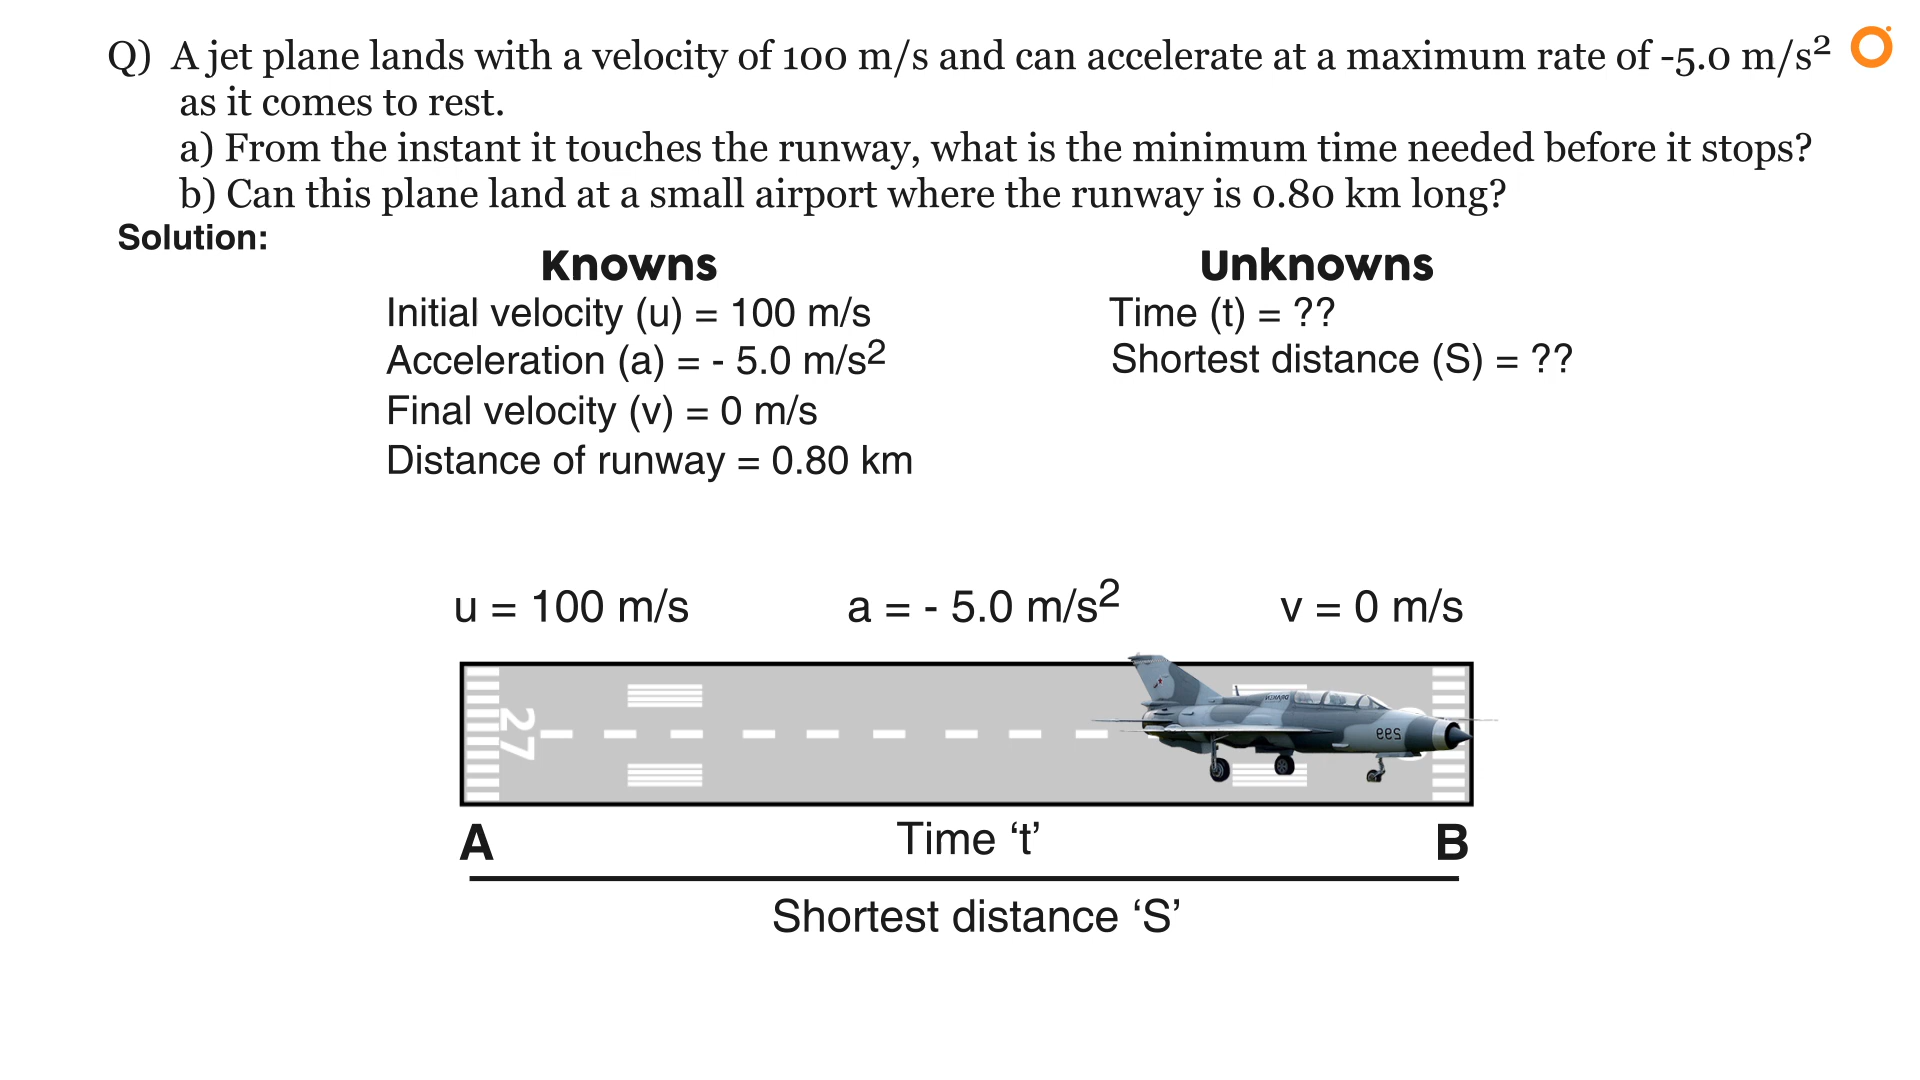 Q) A jet plane lands with a velocity of 100 m/s and can accelerate at a maximum rate of -5.0 m/s²
as it comes to rest.
a) From the instant it touches the runway, what is the minimum time needed before it stops?
b) Can this plane land at a small airport where the runway is 0.80 km long?
Solution:
Knowns
Initial velocity (u) = 100 m/s
Acceleration (a) = - 5.0 m/s²
Final velocity (v) = 0 m/s
Distance of runway = 0.80 km
Unknowns
Time (t) = ??
Shortest distance (S) = ??
u = 100 m/s
a = - 5.0 m/s²
v = 0 m/s
27
A
Time ‘t’
B
Shortest distance ‘S’